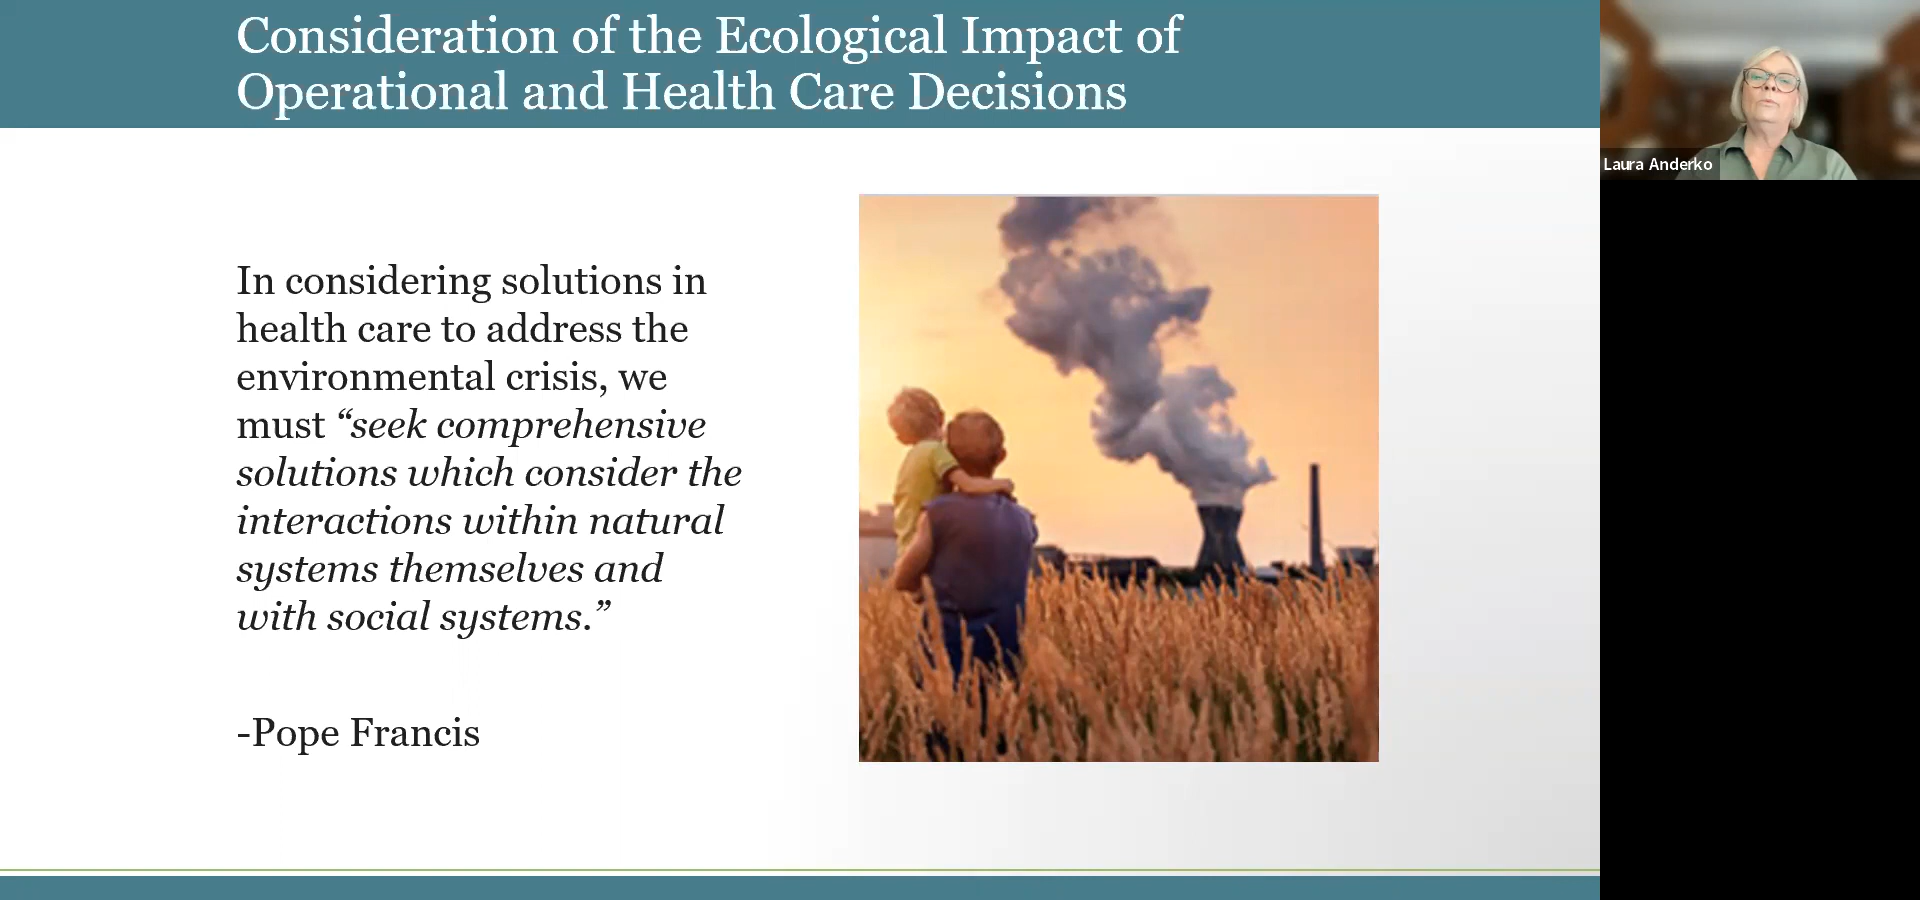 Consideration of the Ecological Impact of
Operational and Health Care Decisions
In considering solutions in
health care to address the
environmental crisis, we
must “seek comprehensive
solutions which consider the
interactions within natural
systems themselves and
with social systems.”
-Pope Francis
Laura Anderko